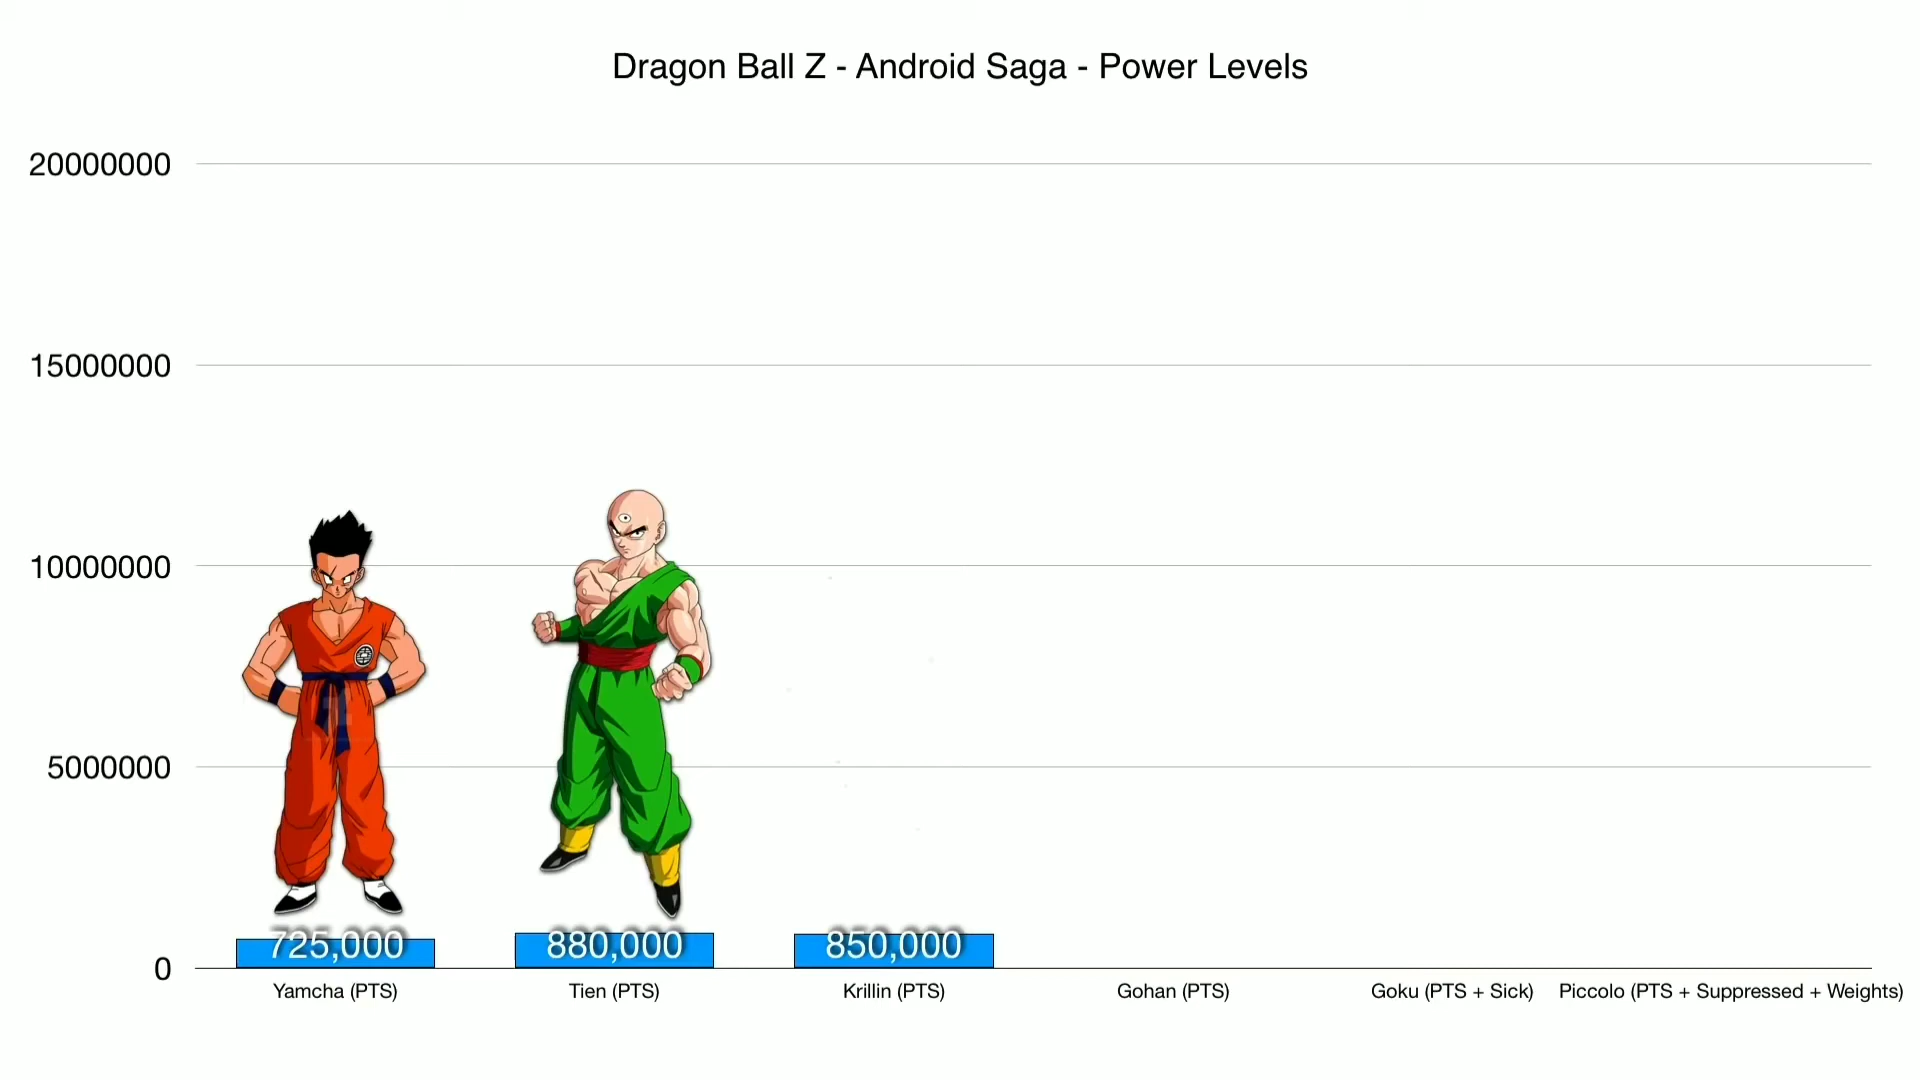 Dragon Ball Z - Android Saga - Power Levels
20000000
15000000
10000000
5000000
0
725,000
880,000
850,000
Yamcha (PTS)
Tien (PTS)
Krillin (PTS)
Gohan (PTS)
Goku (PTS + Sick)
Piccolo (PTS + Suppressed + Weights)